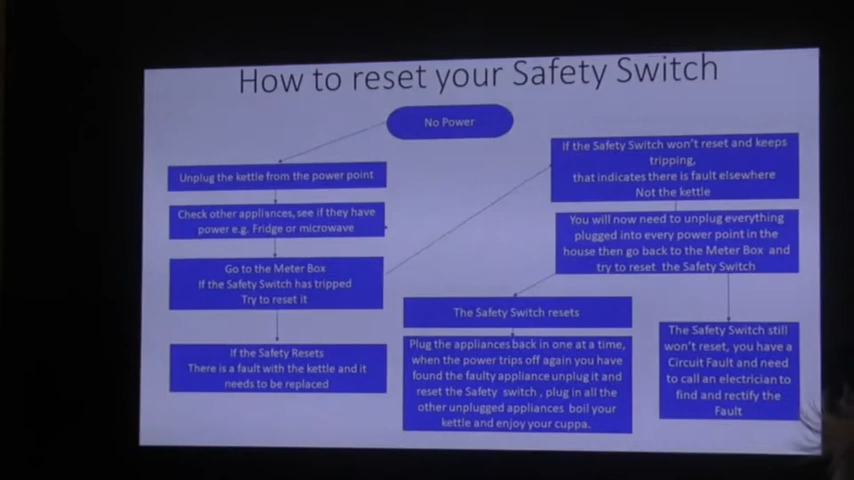 How to reset your Safety Switch
No Power
Unplug the kettle from the power point
Check other appliances, see if they have
power e.g. Fridge or microwave
Go to the Meter Box
If the Safety Switch has tripped
Try to reset it
If the Safety Resets
There is a fault with the kettle and it
needs to be replaced
If the Safety Switch won't reset and keeps
tripping,
that indicates there is fault elsewhere
Not the kettle
You will now need to unplug everything
plugged into every power point in the
house then go back to the Meter Box and
try to reset the Safety Switch
The Safety Switch resets
Plug the appliances back in one at a time,
when the power trips off again you have
found the faulty appliance unplug it and
reset the Safety switch , plug in all the
other unplugged appliances boil your
kettle and enjoy your cuppa.
The Safety Switch still
won't reset, you have a
Circuit Fault and need
to call an electrician to
find and rectify the
Fault